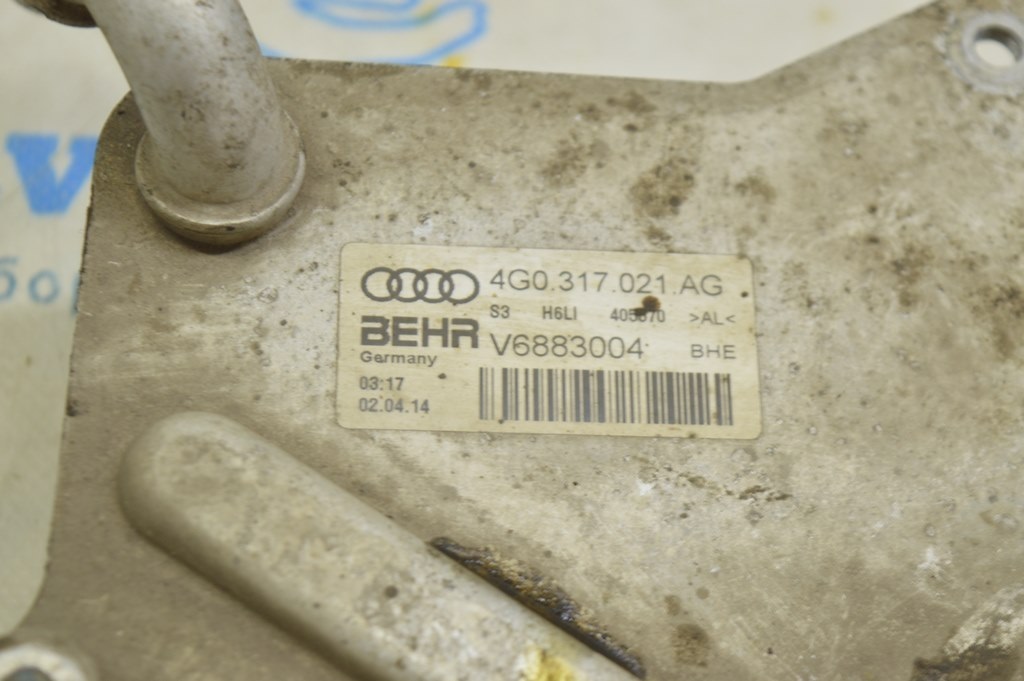 4G0.317.021.AG
S3 H6LI >AL<
BEHR V6883004 BHE
Germany
03:17
02.04.14